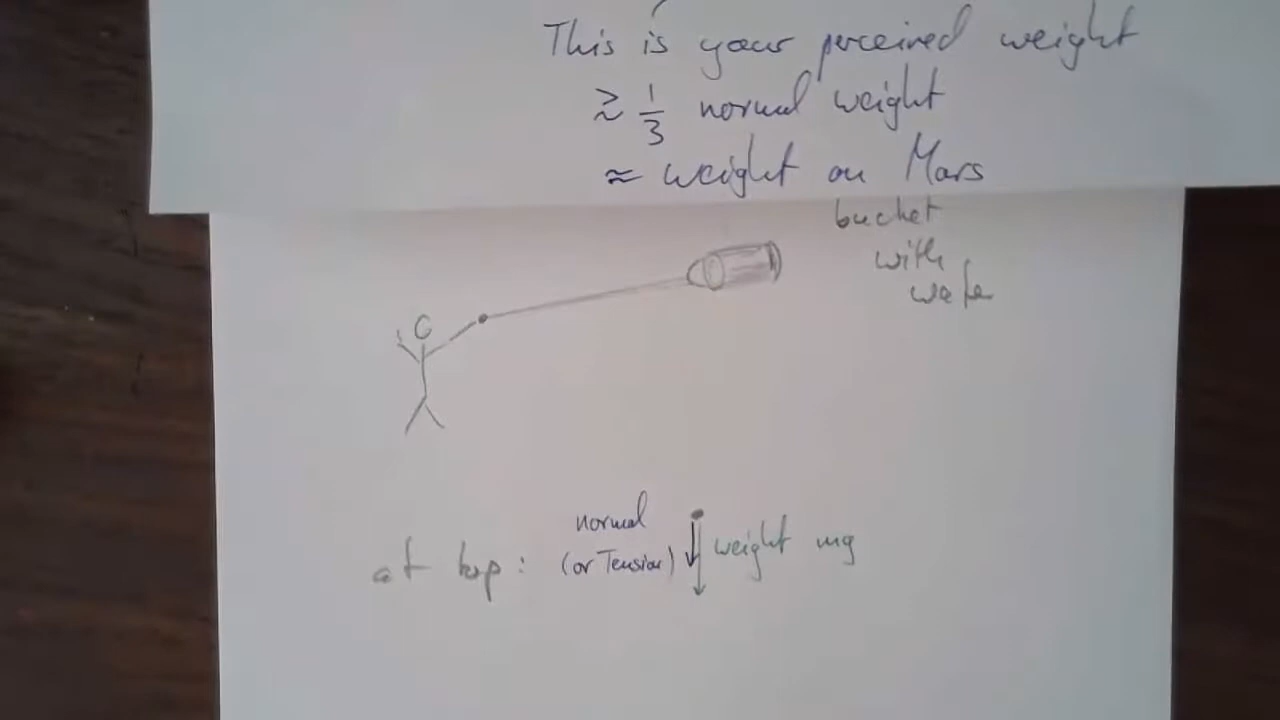 This is your perceived weight
≳ 1/3 normal weight
≈ weight on Mars
bucket
with
water
normal
at top: (or Tension) weight mg